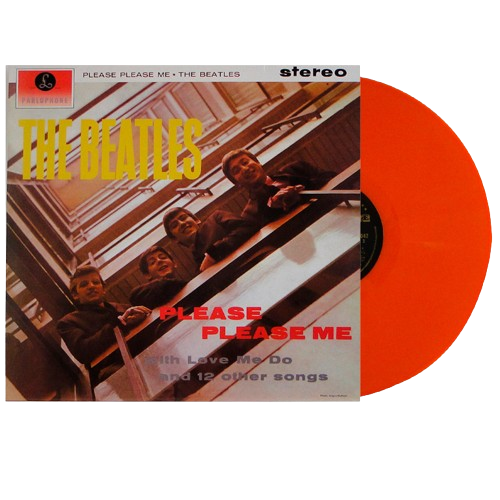 PLEASE PLEASE ME • THE BEATLES
stereo
£
PARLOPHONE
THE BEATLES
PLEASE
PLEASE ME
with Love Me Do
and 12 other songs